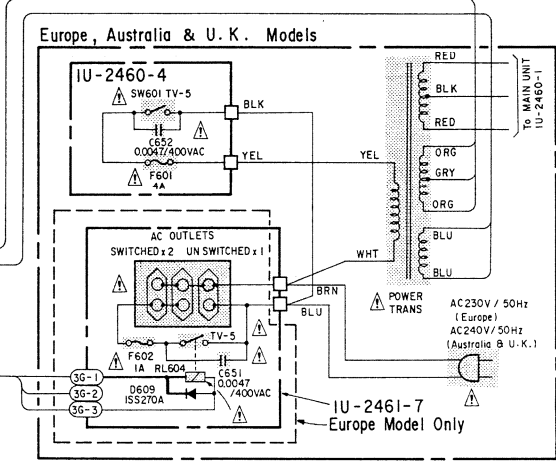 Europe, Australia & U.K. Models
1U-2460-4
SW601 TV-5
C652
0.0047/400VAC
F601
4A
BLK
YEL
YEL
WHT
RED
BLK
RED
ORG
GRY
ORG
BLU
BLU
To MAIN UNIT
1U-2460-1
POWER
TRANS
AC OUTLETS
SWITCHED x 2 UN SWITCHED x 1
BRN
BLU
TV-5
F602
1A
RL604
C651
0.0047
/400VAC
D609
1SS270A
3G-1
3G-2
3G-3
AC230V / 50Hz
(Europe)
AC240V/50Hz
(Australia & U.K.)
1U-2461-7
Europe Model Only